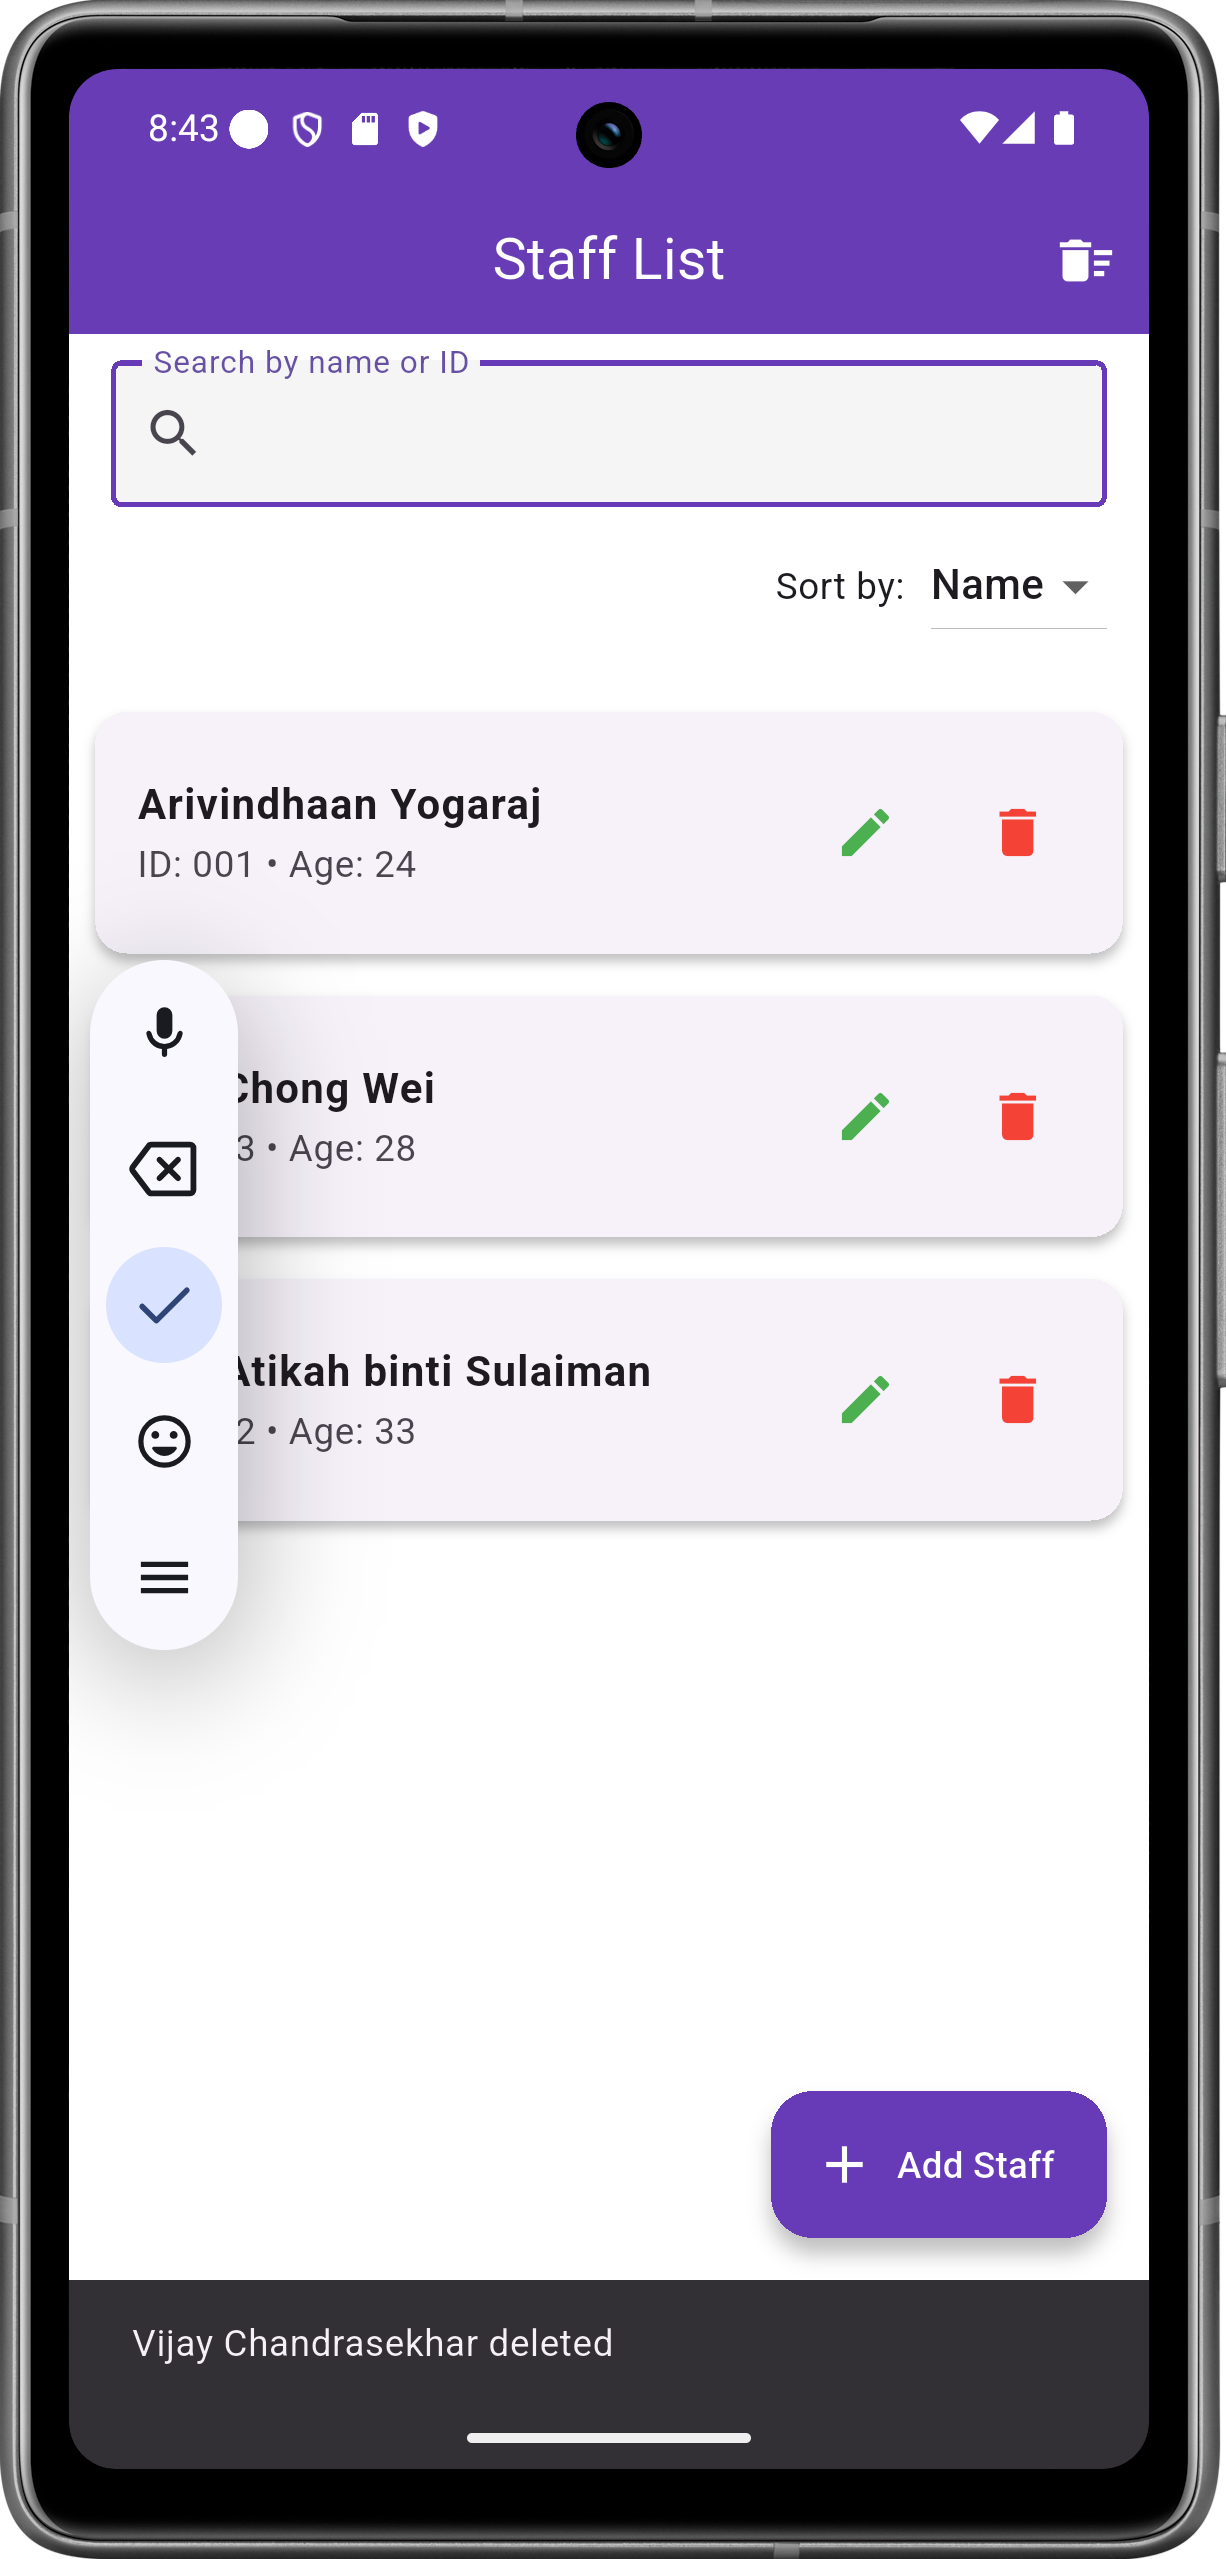 8:43
Staff List
Search by name or ID
Sort by: Name
Arivindhaan Yogaraj
ID: 001 • Age: 24
Chong Wei
3 • Age: 28
Atikah binti Sulaiman
2 • Age: 33
Add Staff
Vijay Chandrasekhar deleted